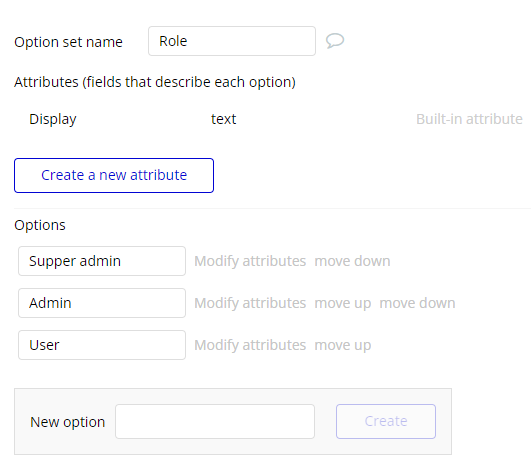 Option set name Role
Attributes (fields that describe each option)
Display text Built-in attribute
Create a new attribute
Options
Supper admin Modify attributes move down
Admin Modify attributes move up move down
User Modify attributes move up
New option Create